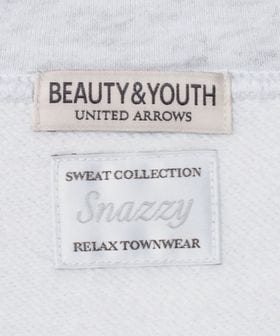 BEAUTY&YOUTH
UNITED ARROWS
SWEAT COLLECTION
Snazzy
RELAX TOWNWEAR